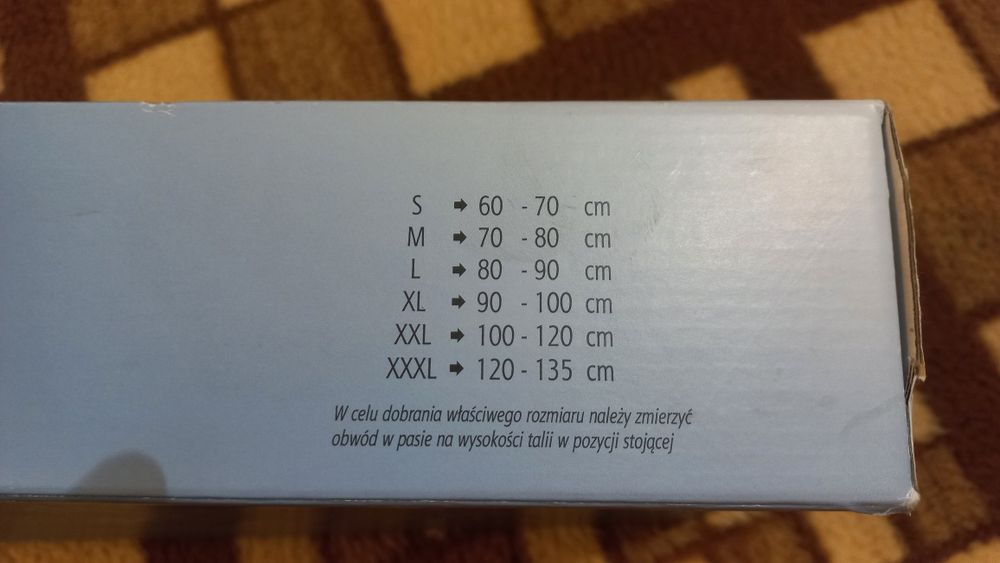 S ➡ 60 - 70 cm
M ➡ 70 - 80 cm
L ➡ 80 - 90 cm
XL ➡ 90 - 100 cm
XXL ➡ 100 - 120 cm
XXXL ➡ 120 - 135 cm
W celu dobrania właściwego rozmiaru należy zmierzyć
obwód w pasie na wysokości talii w pozycji stojącej